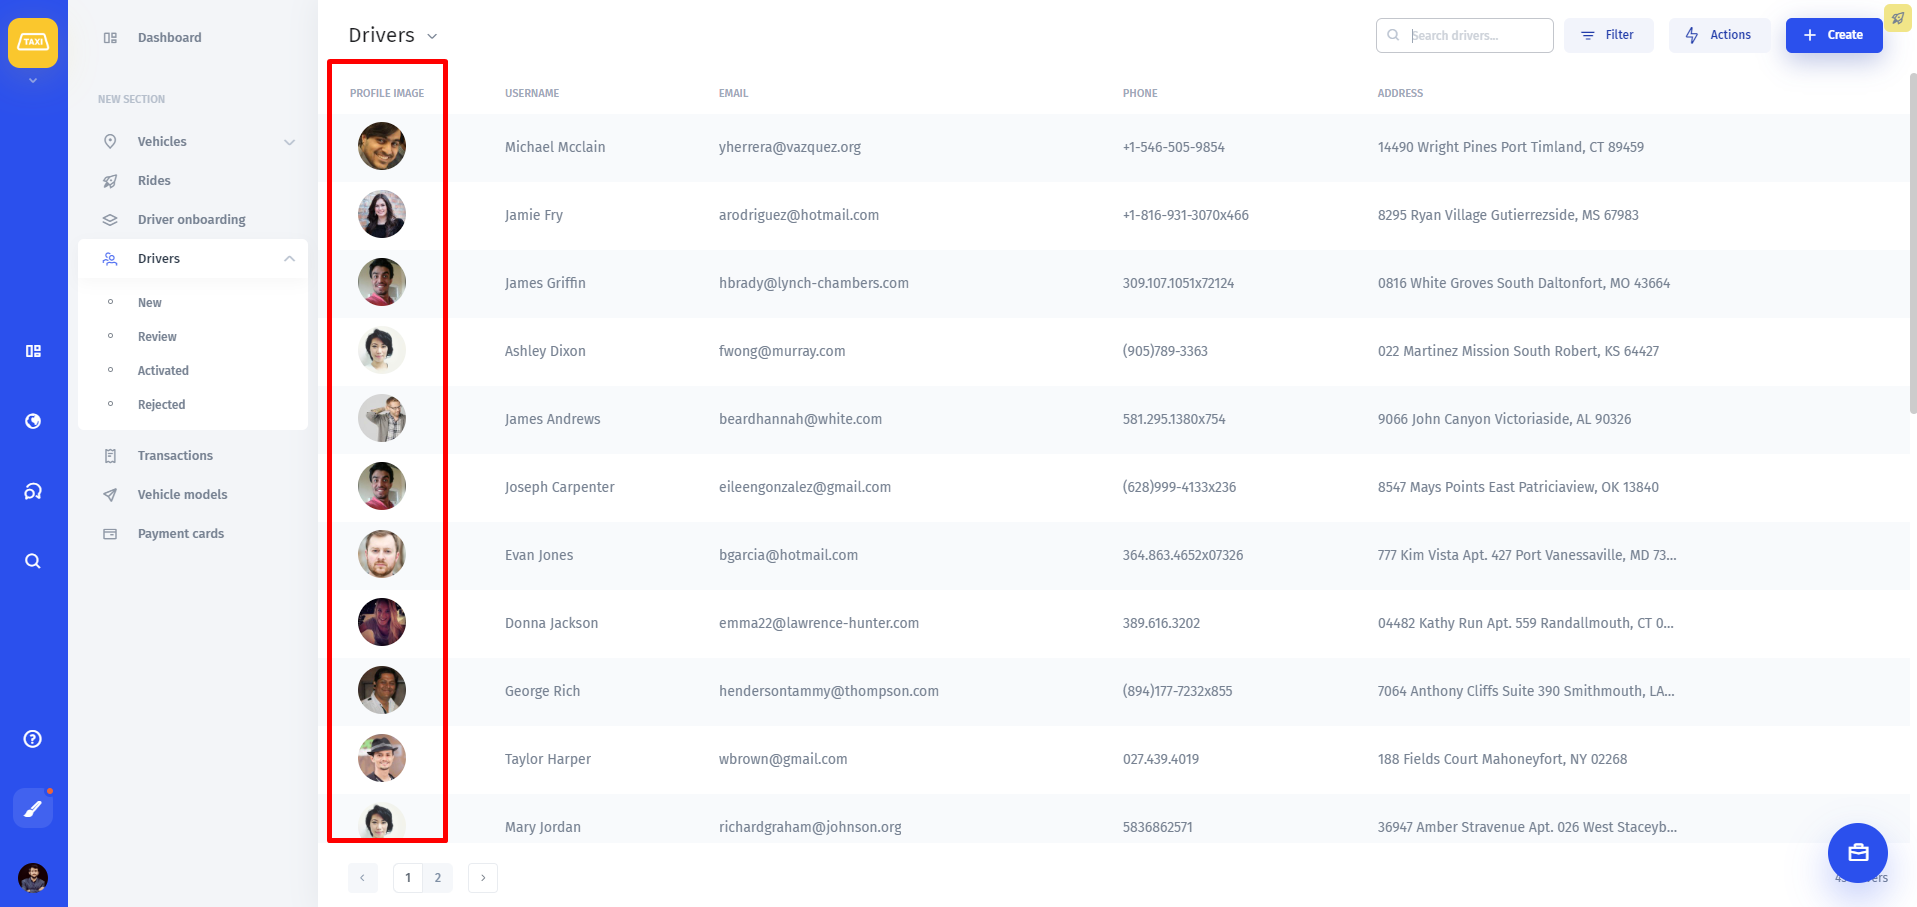 TAXI
Dashboard
NEW SECTION
Vehicles
Rides
Driver onboarding
Drivers
New
Review
Activated
Rejected
Transactions
Vehicle models
Payment cards
Drivers
Search drivers...
Filter
Actions
Create
PROFILE IMAGE USERNAME EMAIL PHONE ADDRESS
Michael Mcclain yherrera@vazquez.org +1-546-505-9854 14490 Wright Pines Port Timland, CT 89459
Jamie Fry arodriguez@hotmail.com +1-816-931-3070x466 8295 Ryan Village Gutierrezside, MS 67983
James Griffin hbrady@lynch-chambers.com 309.107.1051x72124 0816 White Groves South Daltonfort, MO 43664
Ashley Dixon fwong@murray.com (905)789-3363 022 Martinez Mission South Robert, KS 64427
James Andrews beardhannah@white.com 581.295.1380x754 9066 John Canyon Victoriaside, AL 90326
Joseph Carpenter eileengonzalez@gmail.com (628)999-4133x236 8547 Mays Points East Patriciaview, OK 13840
Evan Jones bgarcia@hotmail.com 364.863.4652x07326 777 Kim Vista Apt. 427 Port Vanessaville, MD 73...
Donna Jackson emma22@lawrence-hunter.com 389.616.3202 04482 Kathy Run Apt. 559 Randallmouth, CT 0...
George Rich hendersontammy@thompson.com (894)177-7232x855 7064 Anthony Cliffs Suite 390 Smithmouth, LA...
Taylor Harper wbrown@gmail.com 027.439.4019 188 Fields Court Mahoneyfort, NY 02268
Mary Jordan richardgraham@johnson.org 5836862571 36947 Amber Stravenue Apt. 026 West Staceyb...
1 2